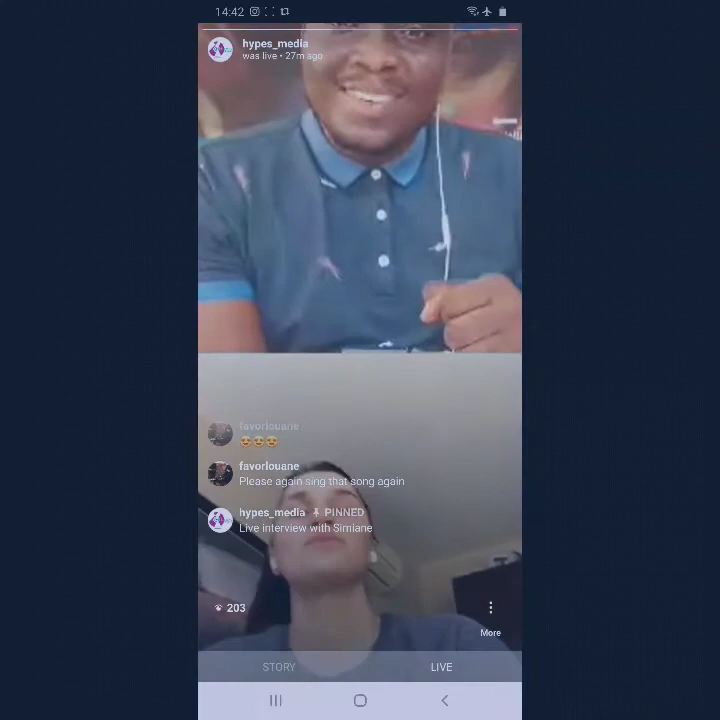 14:42
hypes_media
was live • 27m ago
favorlouane
😍😍😍
favorlouane
Please again sing that song again
hypes_media PINNED
Live interview with Simiane
203
More
STORY
LIVE